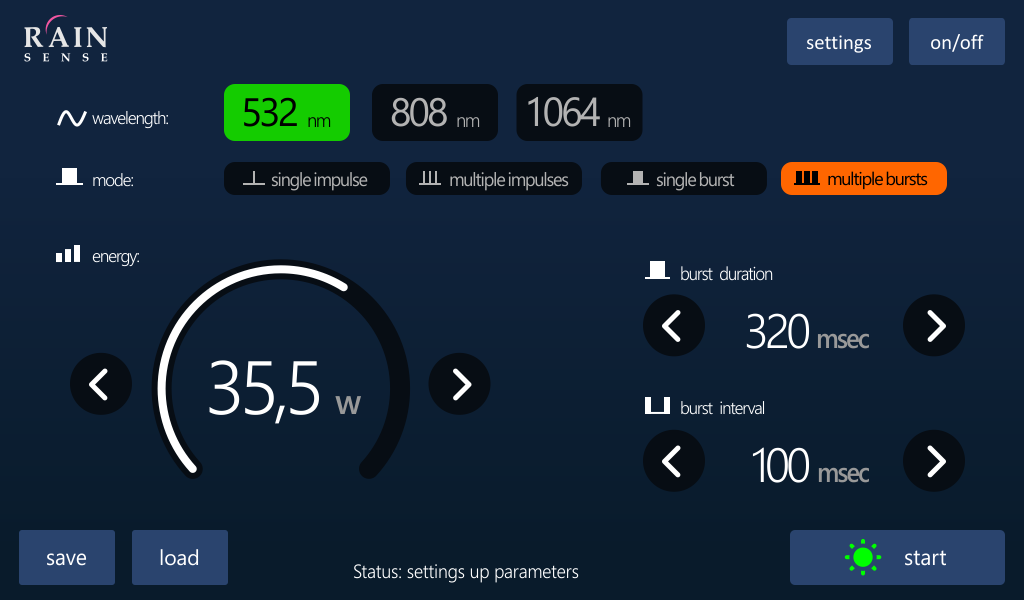 RAIN
SENSE
settings
on/off
wavelength:
532 nm
808 nm
1064 nm
mode:
single impulse
multiple impulses
single burst
multiple bursts
energy:
35,5 w
burst duration
320 msec
burst interval
100 msec
save
load
Status: settings up parameters
start